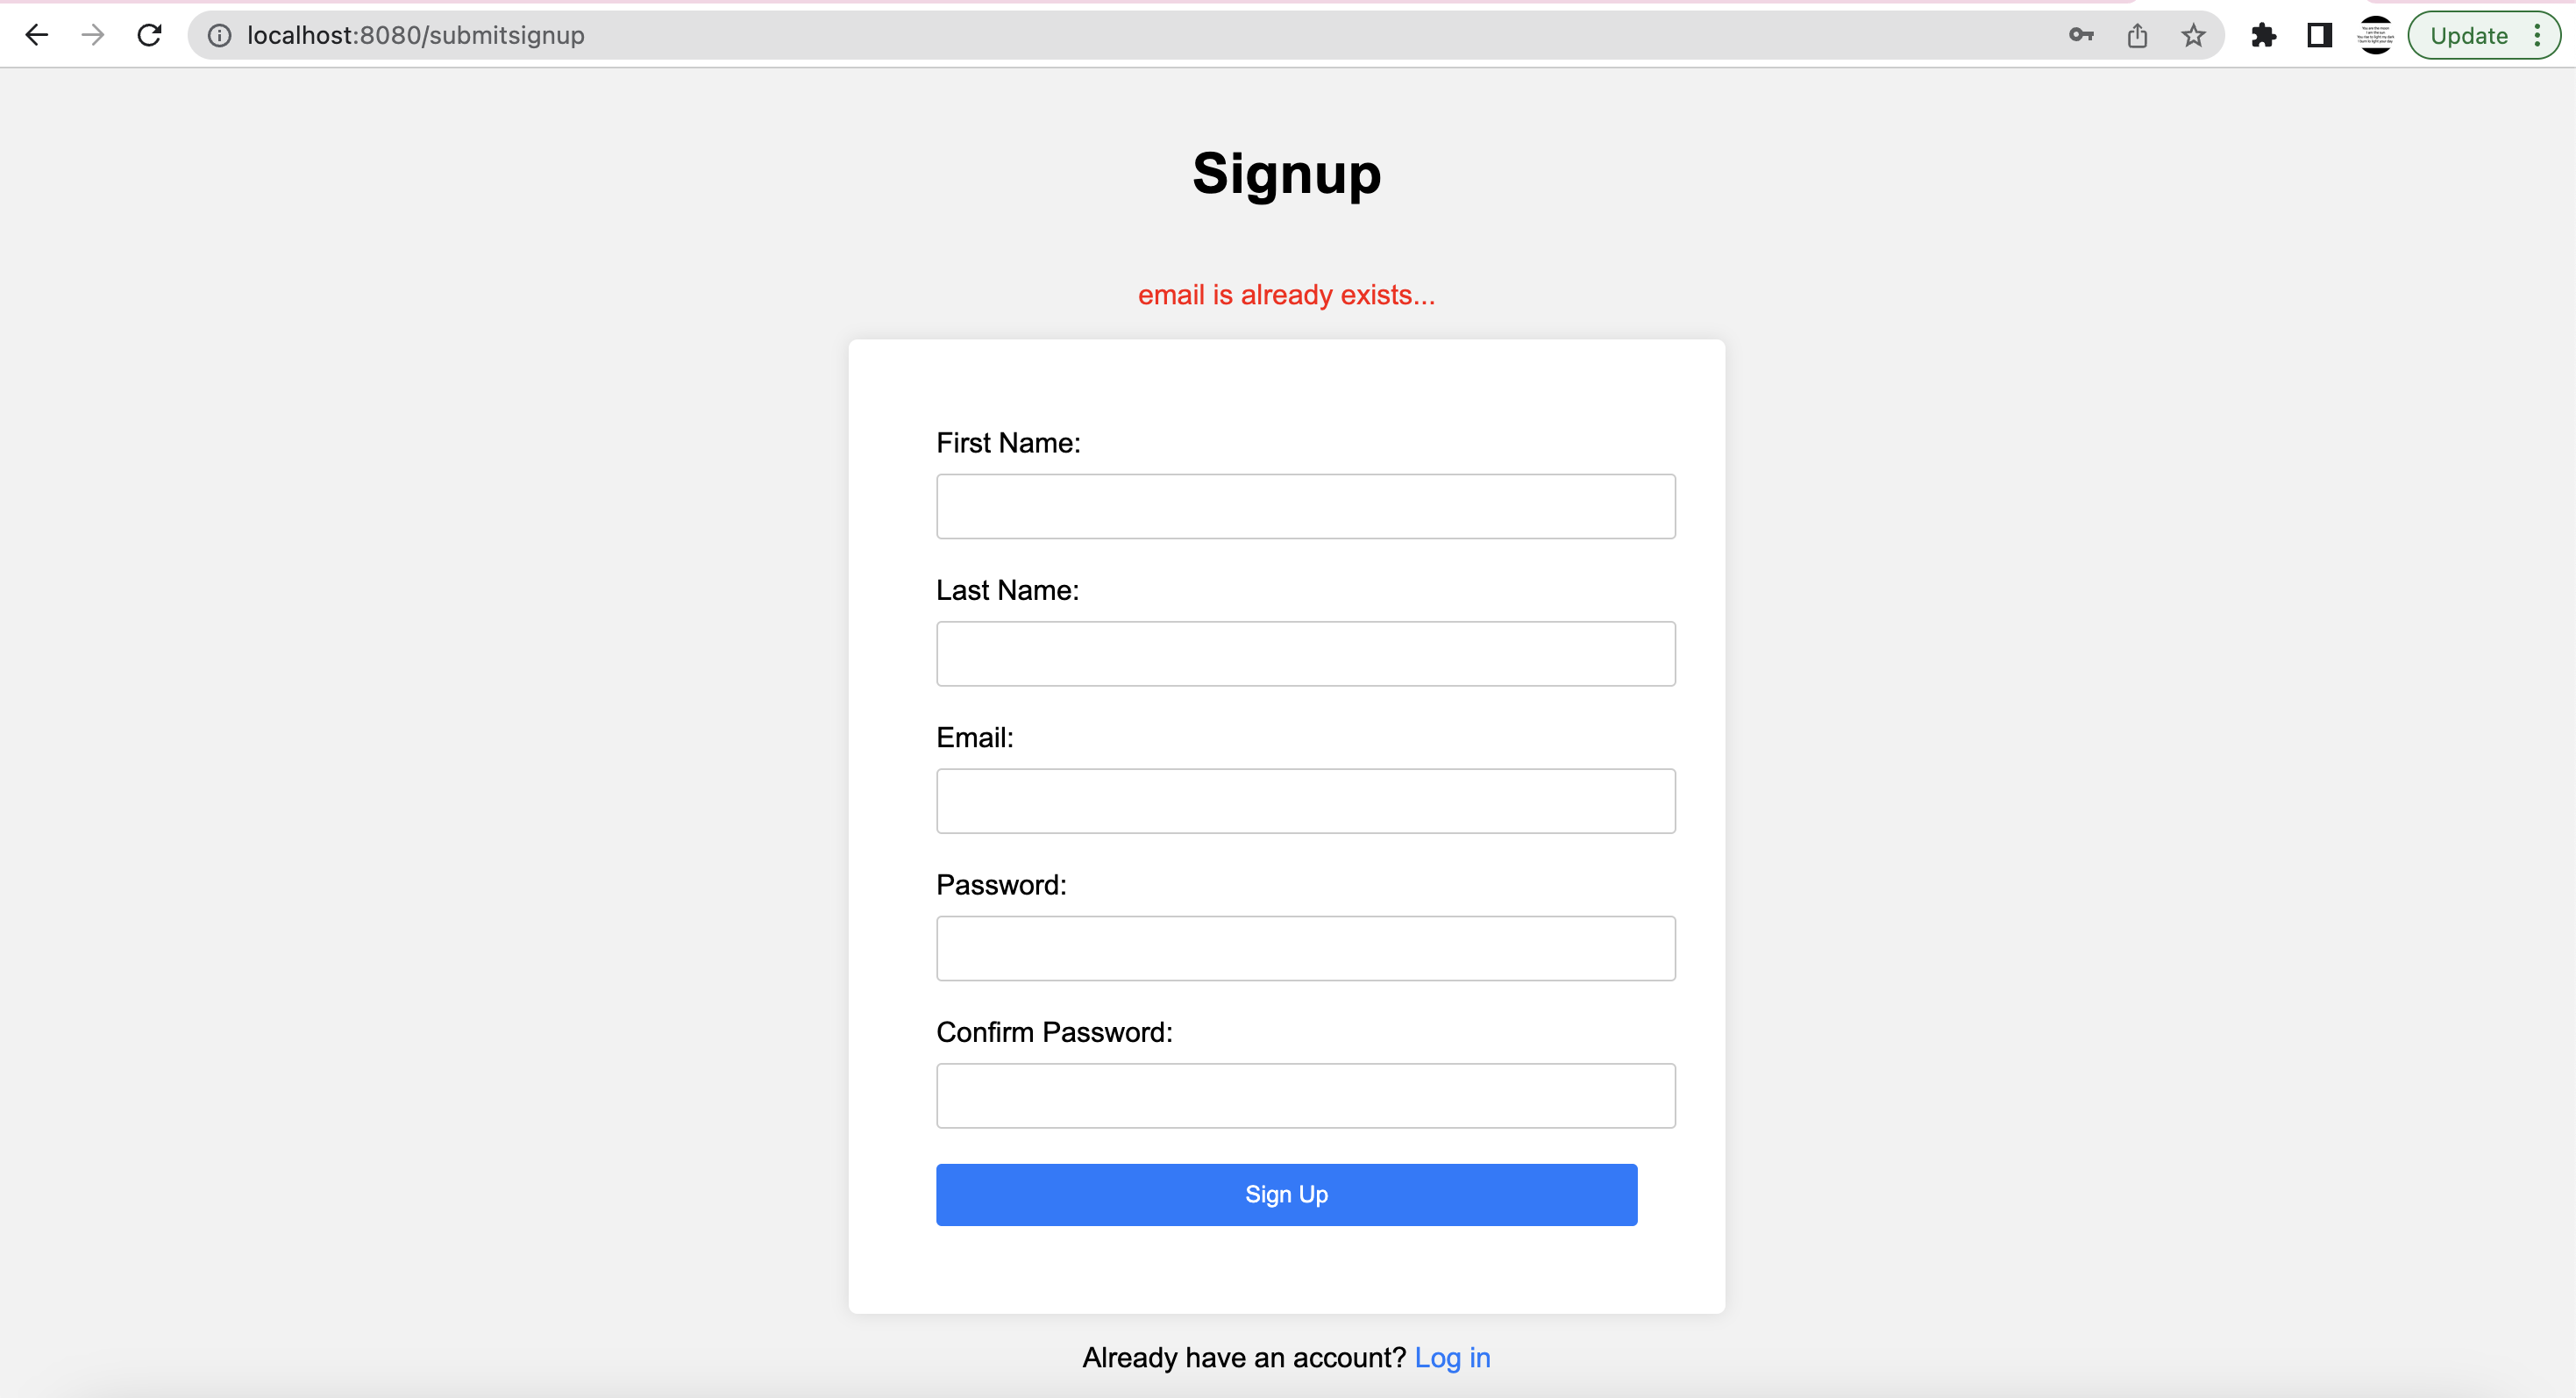 localhost:8080/submitsignup
Update
Signup
email is already exists...
First Name:
Last Name:
Email:
Password:
Confirm Password:
Sign Up
Already have an account? Log in